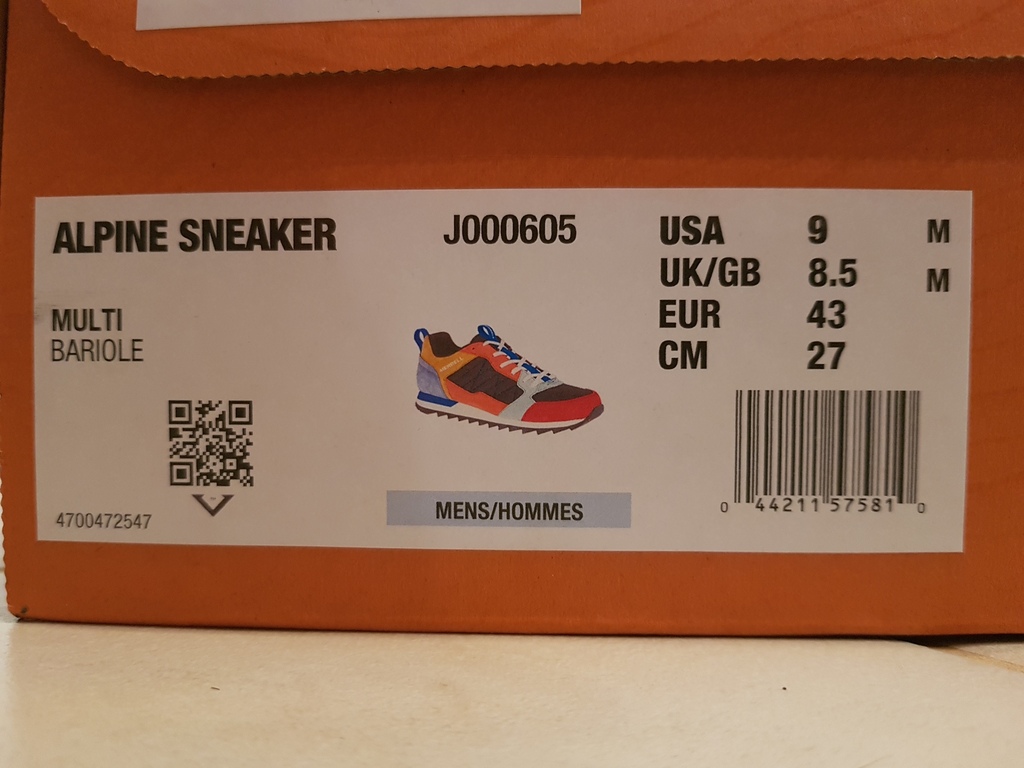 ALPINE SNEAKER
J000605
USA 9 M
UK/GB 8.5 M
EUR 43
CM 27
MULTI
BARIOLE
4700472547
MENS/HOMMES
0 44211 57581 0